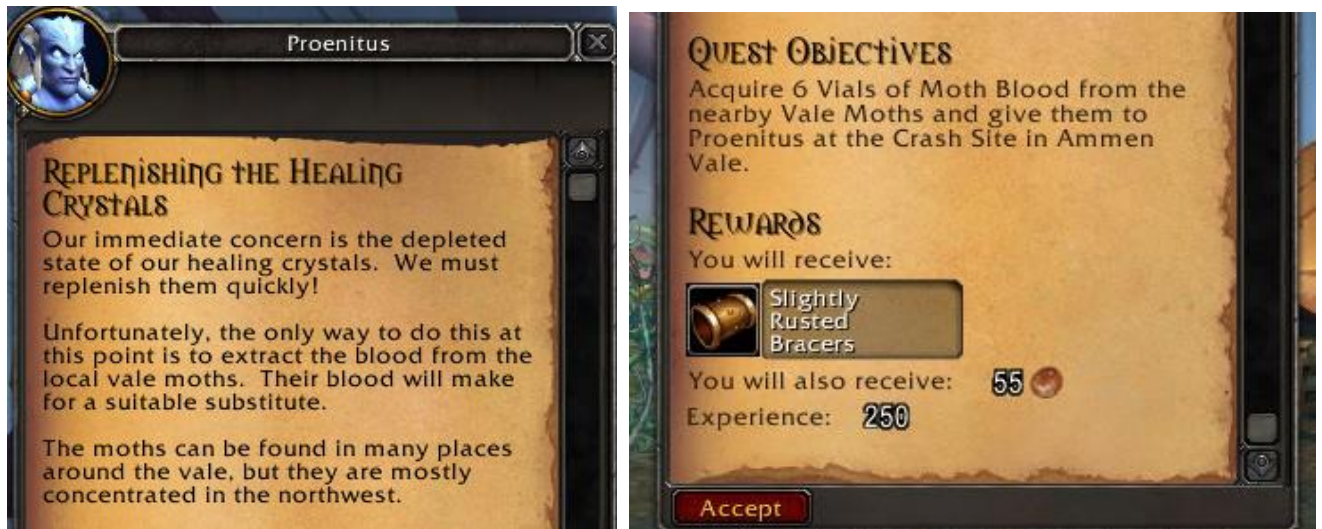 Proenitus
Replenishing the Healing
Crystals
Our immediate concern is the depleted
state of our healing crystals. We must
replenish them quickly!
Unfortunately, the only way to do this at
this point is to extract the blood from the
local vale moths. Their blood will make
for a suitable substitute.
The moths can be found in many places
around the vale, but they are mostly
concentrated in the northwest.
Quest Objectives
Acquire 6 Vials of Moth Blood from the
nearby Vale Moths and give them to
Proenitus at the Crash Site in Ammen
Vale.
Rewards
You will receive:
Slightly
Rusted
Bracers
You will also receive: 55
Experience: 250
Accept